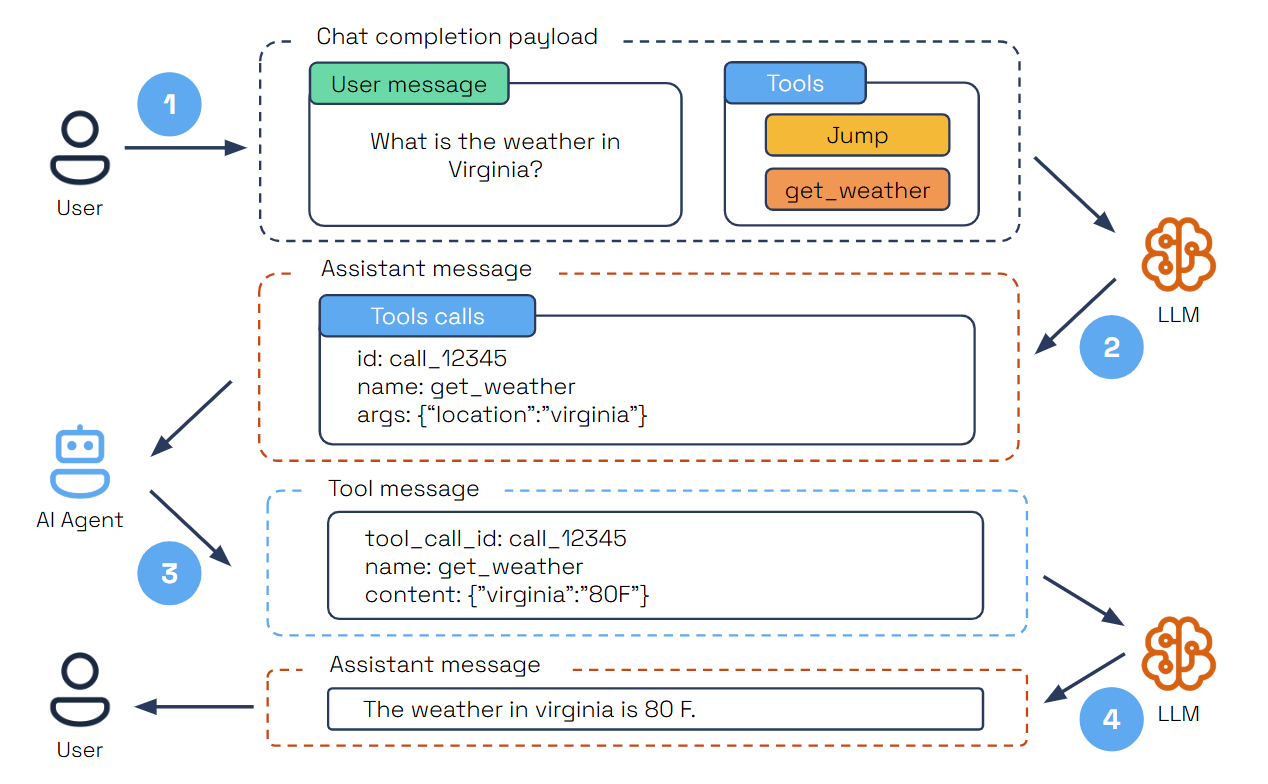 Chat completion payload
User message
Tools
1
What is the weather in
Virginia?
Jump
get_weather
User
Assistant message
LLM
Tools calls
2
id: call_12345
name: get_weather
args: {“location”:”virginia”}
AI Agent
Tool message
3
tool_call_id: call_12345
name: get_weather
content: {”virginia”:”80F”}
Assistant message
The weather in virginia is 80 F.
4
LLM
User